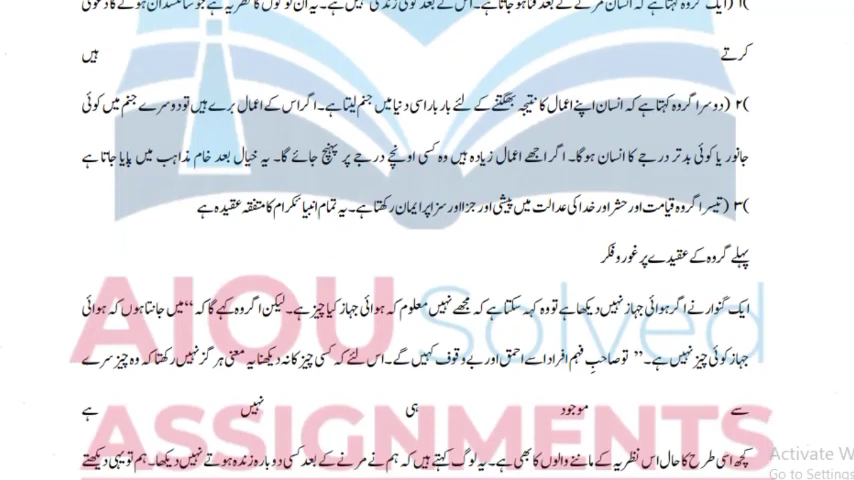 ۱( ایک گروہ کہتا ہے کہ انسان مرنے کے بعد فنا ہو جاتا ہے۔ اس کے بعد کوئی زندگی نہیں ہے۔ یہ ان لوگوں کا نظریہ ہے جو سائنسدان ہونے کا دعویٰ
کرتے ہیں
۲( دوسرا گروہ کہتا ہے کہ انسان اپنے اعمال کا نتیجہ بھگتنے کے لئے بار بار اسی دنیا میں جنم لیتا ہے۔ اگر اس کے اعمال برے ہیں تو دوسرے جنم میں کوئی
جانور یا کوئی بدتر درجے کا انسان ہوگا۔ اگر اچھے اعمال زیادہ ہیں وہ کسی اونچے درجے پر پہنچ جائے گا۔ یہ خیال بعد خام مذاہب میں پایا جاتا ہے
۳( تیسرا گروہ قیامت اور حشر اور خدا کی عدالت میں پیشی اور جزا اور سزا پر ایمان رکھتا ہے۔ یہ تمام انبیائکرام کا متفقہ عقیدہ ہے
پہلے گروہ کے عقیدے پر غور و فکر
ایک گنوار نے اگر ہوائی جہاز نہیں دیکھا ہے تو وہ کہہ سکتا ہے کہ مجھے نہیں معلوم کہ ہوائی جہاز کیا چیز ہے۔ لیکن اگر وہ کہے گا کہ “میں جانتا ہوں کہ ہوائی
جہاز کوئی چیز نہیں ہے۔” تو صاحبِ فہم افراد اسے احمق اور بے وقوف کہیں گے۔ اس لئے کہ کسی چیز کا نہ دیکھنا یہ معنی ہر گز نہیں رکھتا کہ وہ چیز سرے
سے موجود ہی نہیں ہے
کچھ اسی طرح کا حال اس نظریہ کے ماننے والوں کا بھی ہے۔ یہ لوگ کہتے ہیں کہ ہم نے مرنے کے بعد کسی دوبارہ زندہ ہوتے نہیں دیکھا۔ ہم تو یہی دیکھتے
AIOU Solved
ASSIGNMENTS
Activate W
Go to Settings